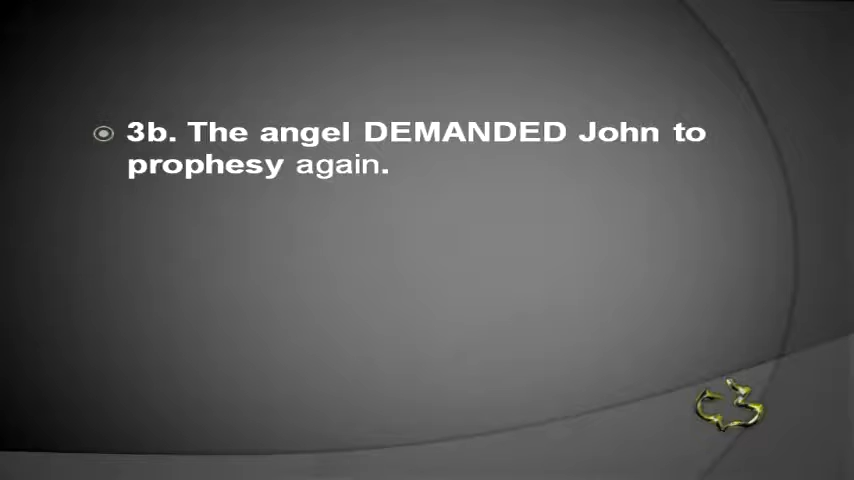 3b. The angel DEMANDED John to
prophesy again.